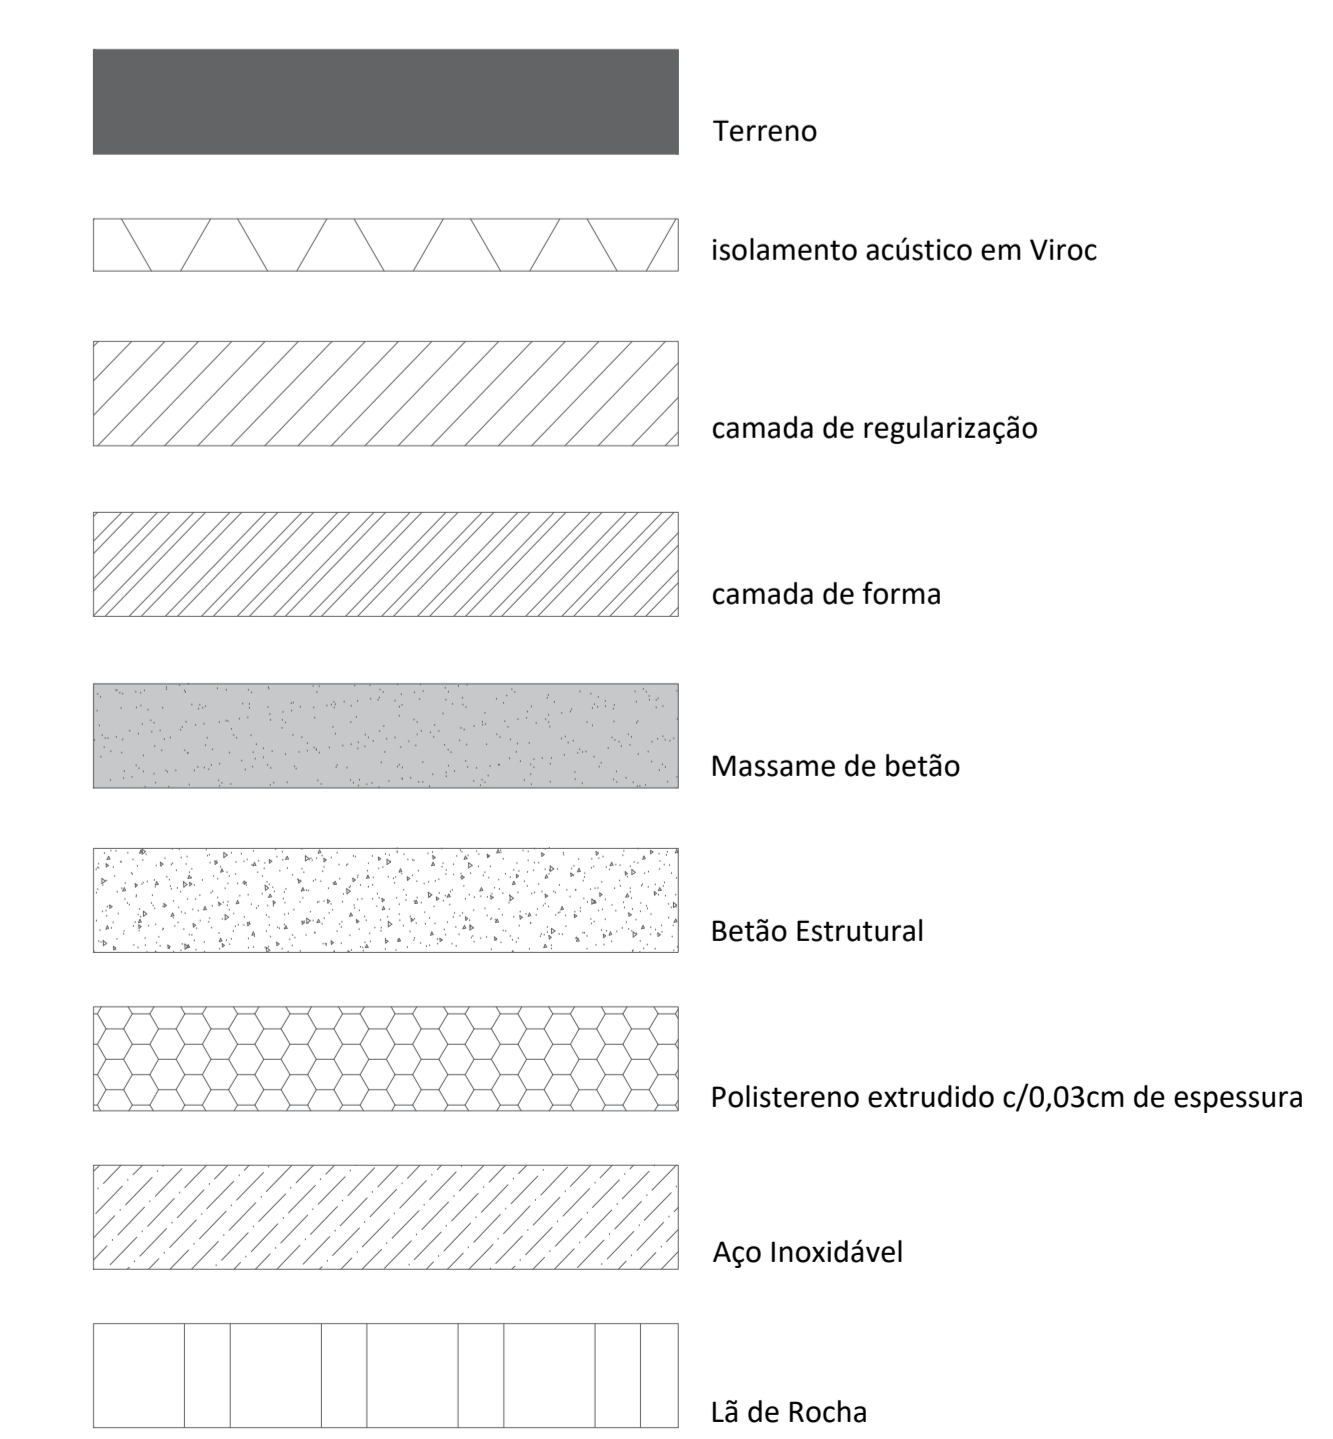 Terreno
isolamento acústico em Viroc
camada de regularização
camada de forma
Massame de betão
Betão Estrutural
Polistereno extrudido c/0,03cm de espessura
Aço Inoxidável
Lã de Rocha